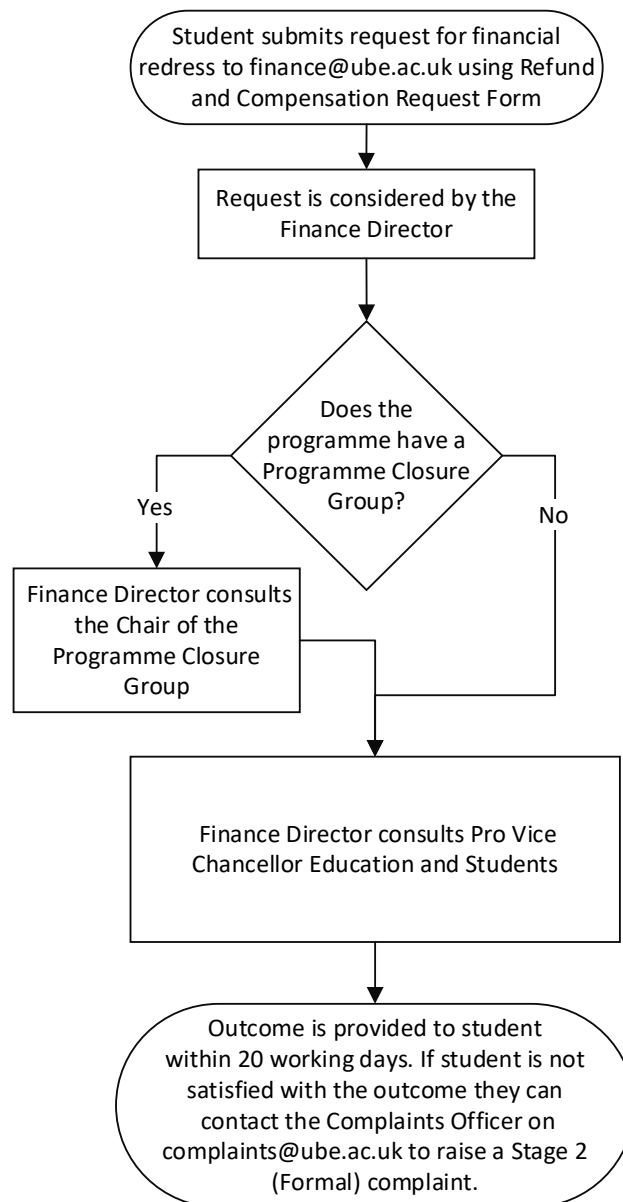 Student submits request for financial
redress to finance@ube.ac.uk using Refund
and Compensation Request Form
Request is considered by the
Finance Director
Does the
programme have a
Programme Closure
Group?
Yes
No
Finance Director consults
the Chair of the
Programme Closure
Group
Finance Director consults Pro Vice
Chancellor Education and Students
Outcome is provided to student
within 20 working days. If student is not
satisfied with the outcome they can
contact the Complaints Officer on
complaints@ube.ac.uk to raise a Stage 2
(Formal) complaint.